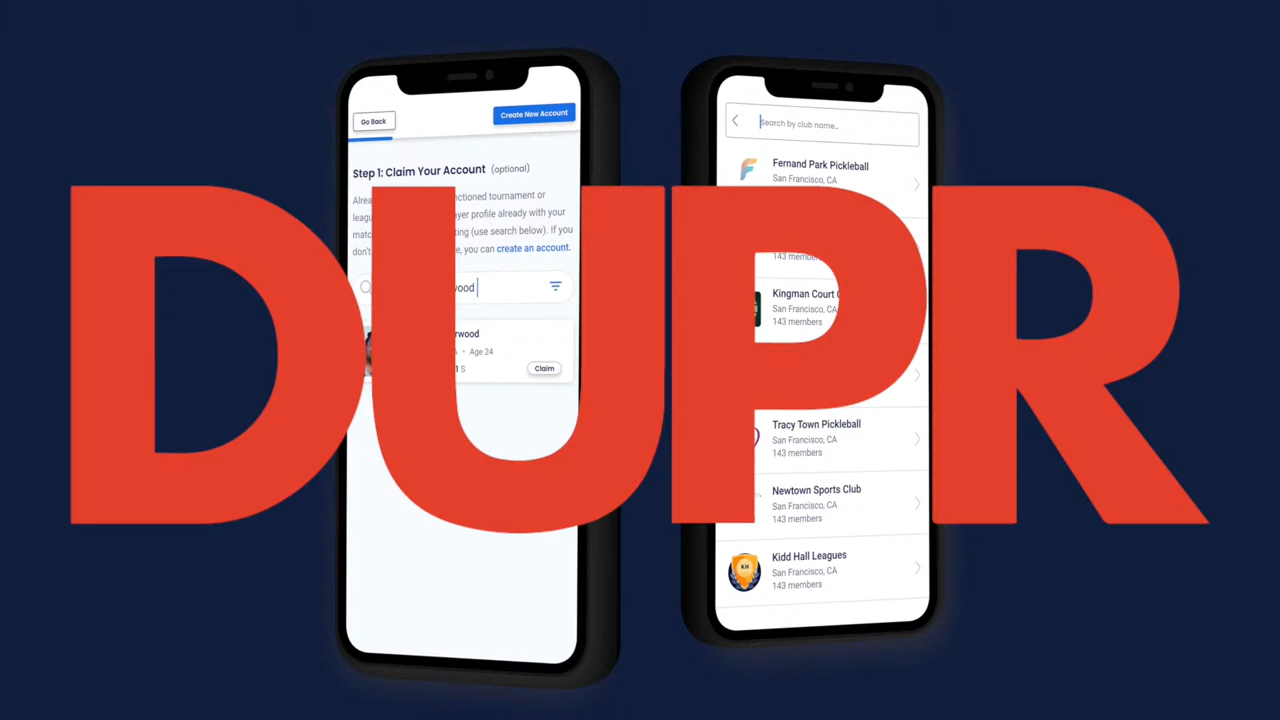 DUPR
Go Back
Create New Account
Step 1: Claim Your Account (optional)
nctioned tournament or
leag yer profile already with your
matc ting (use search below). If you
don't e, you can create an account.
wood
rwood
Age 24
S
Claim
Search by club name...
Fernand Park Pickleball
San Francisco, CA
143 members
Kingman Court
San Francisco, CA
143 members
Tracy Town Pickleball
San Francisco, CA
143 members
Newtown Sports Club
San Francisco, CA
143 members
KH
Kidd Hall Leagues
San Francisco, CA
143 members